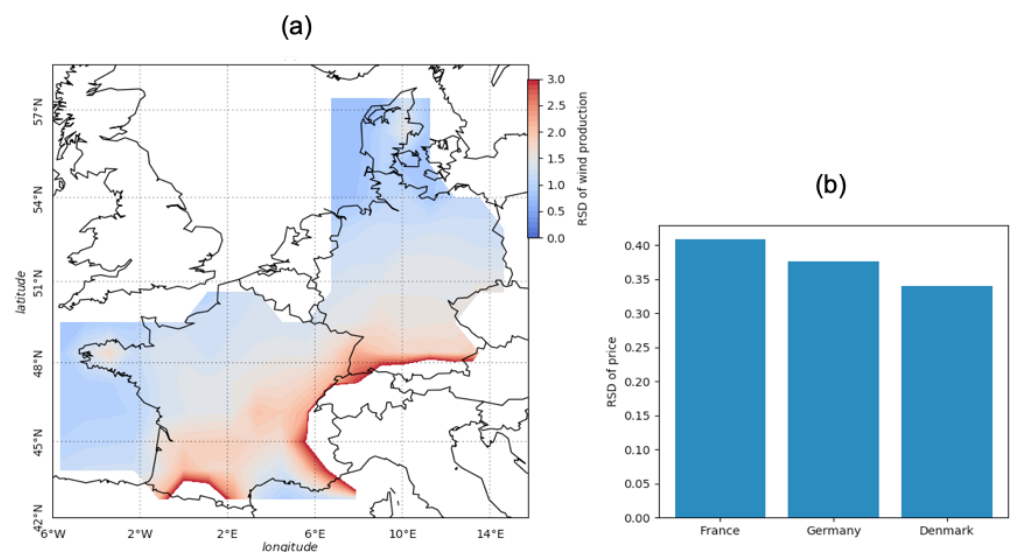 (a)
57°N
54°N
51°N
48°N
45°N
42°N
latitude
6°W
2°W
2°E
6°E
10°E
14°E
longitude
3.0
2.5
2.0
1.5
1.0
0.5
0.0
RSD of wind production
(b)
0.40
0.35
0.30
0.25
0.20
0.15
0.10
0.05
0.00
RSD of price
France
Germany
Denmark